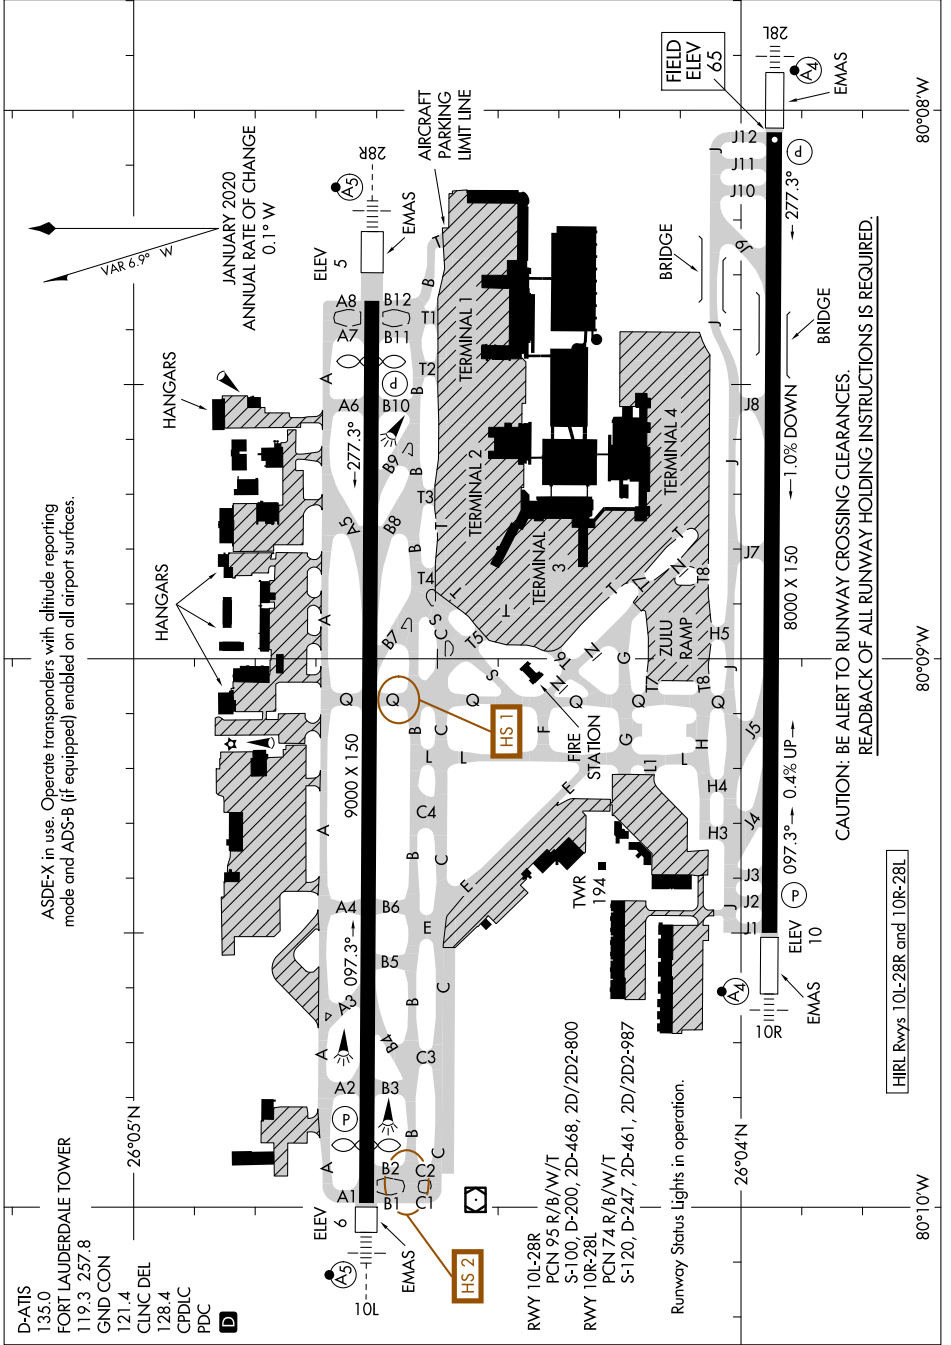 D-ATIS
135.0
FORT LAUDERDALE TOWER
119.3 257.8
GND CON
121.4
CLNC DEL
128.4
CPDLC
PDC
D
ASDE-X in use. Operate transponders with altitude reporting
mode and ADS-B (if equipped) enabled on all airport surfaces.
VAR 6.9° W
JANUARY 2020
ANNUAL RATE OF CHANGE
0.1° W
26°05'N
HANGARS
HANGARS
A
A
A
A
A
A1
A2
A3
A4
A5
Q
A6
A7
A8
ELEV
6
A5
10L
EMAS
P
097.3°
9000 X 150
277.3°
P
ELEV
5
A5
28R
EMAS
B1
B2
B3
B4
B5
B6
B7
B8
B9
B10
B11
B12
Q
HS 1
HS 2
B
B
B
B
B
B
B
B
C1
C2
C
C3
C
E
C
C4
C
L
L
C
S
S
Q
T4
T3
T2
T1
T
T
T
T
T5
AIRCRAFT
PARKING
LIMIT LINE
TERMINAL 1
TERMINAL 2
TERMINAL
3
TERMINAL 4
FIRE
STATION
F
E
E
N
N
N
T6
Q
G
G
Q
T
T
T7
T7
T8
T8
ZULU
RAMP
TWR
194
L1
L
H
Q
H3
H4
H5
J
J
J
J
J
J1
J2
J3
J4
J5
J7
J8
J9
J10
J11
J12
BRIDGE
BRIDGE
FIELD
ELEV
65
28L
A4
EMAS
P
277.3°
1.0% DOWN
8000 X 150
0.4% UP
097.3°
P
ELEV
10
A4
10R
EMAS
RWY 10L-28R
PCN 95 R/B/W/T
S-100, D-200, 2D-468, 2D/2D2-800
RWY 10R-28L
PCN 74 R/B/W/T
S-120, D-247, 2D-461, 2D/2D2-987
Runway Status Lights in operation.
26°04'N
CAUTION: BE ALERT TO RUNWAY CROSSING CLEARANCES.
READBACK OF ALL RUNWAY HOLDING INSTRUCTIONS IS REQUIRED.
HIRL Rwys 10L-28R and 10R-28L
80°10'W
80°09'W
80°08'W